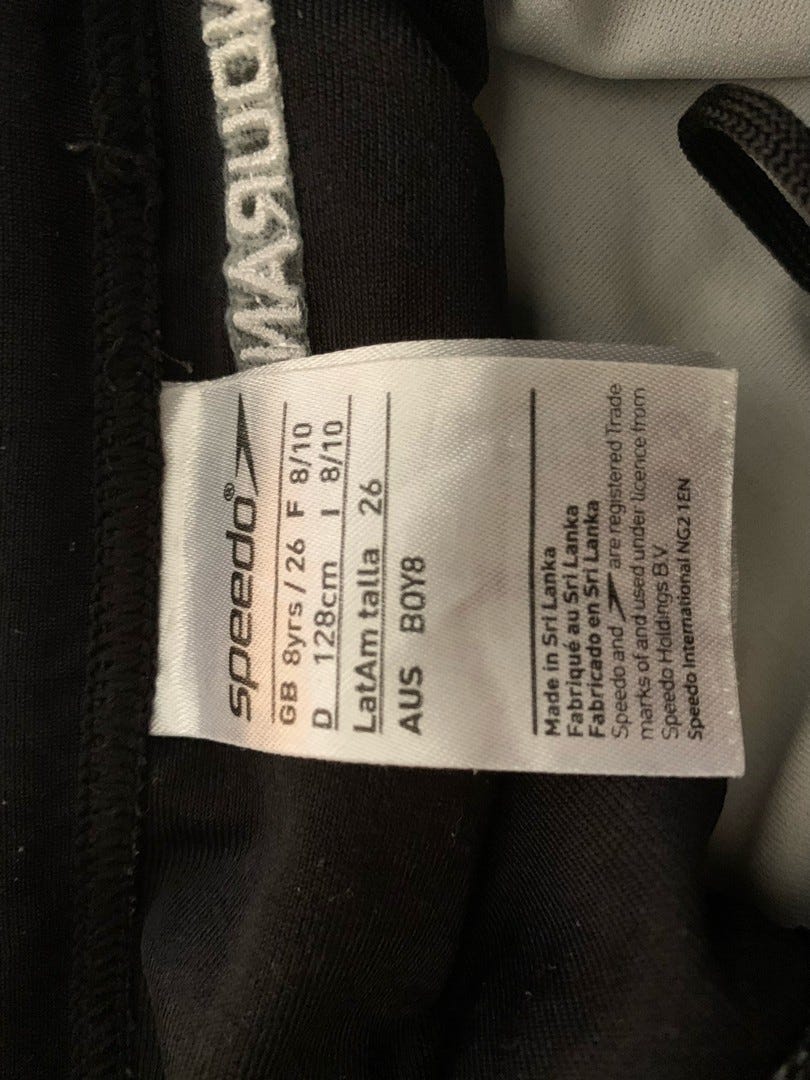 speedo®
GB 8yrs / 26 F 8/10
D 128cm I 8/10
LatAm talla 26
AUS BOY8
Made in Sri Lanka
Fabriqué au Sri Lanka
Fabricado en Sri Lanka
Speedo and are registered Trade
marks of and used under licence from
Speedo Holdings B.V.
Speedo International NG2 1EN